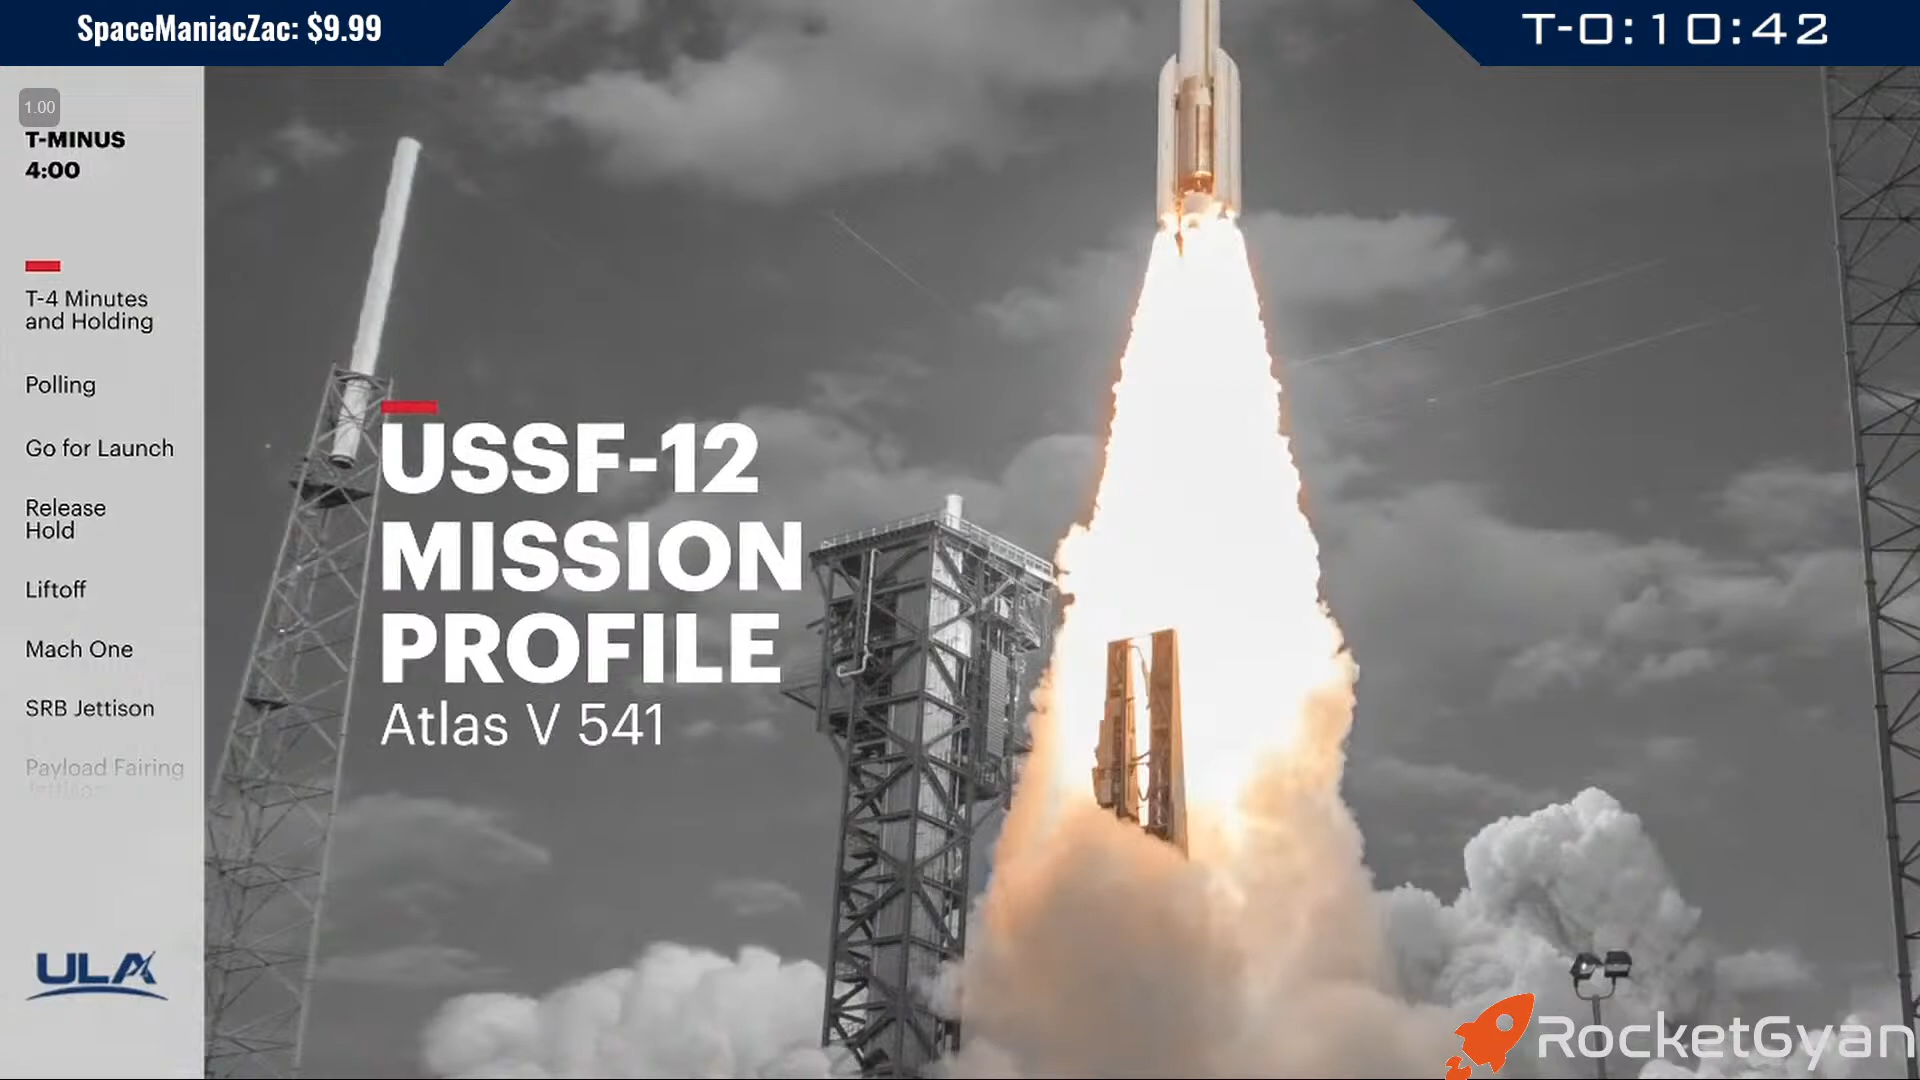 SpaceManiacZac: $9.99
T-0:10:42
1.00
T-MINUS
4:00
T-4 Minutes
and Holding
Polling
Go for Launch
Release
Hold
Liftoff
Mach One
SRB Jettison
Payload Fairing
Jettison
USSF-12
MISSION
PROFILE
Atlas V 541
ULA
RocketGyan